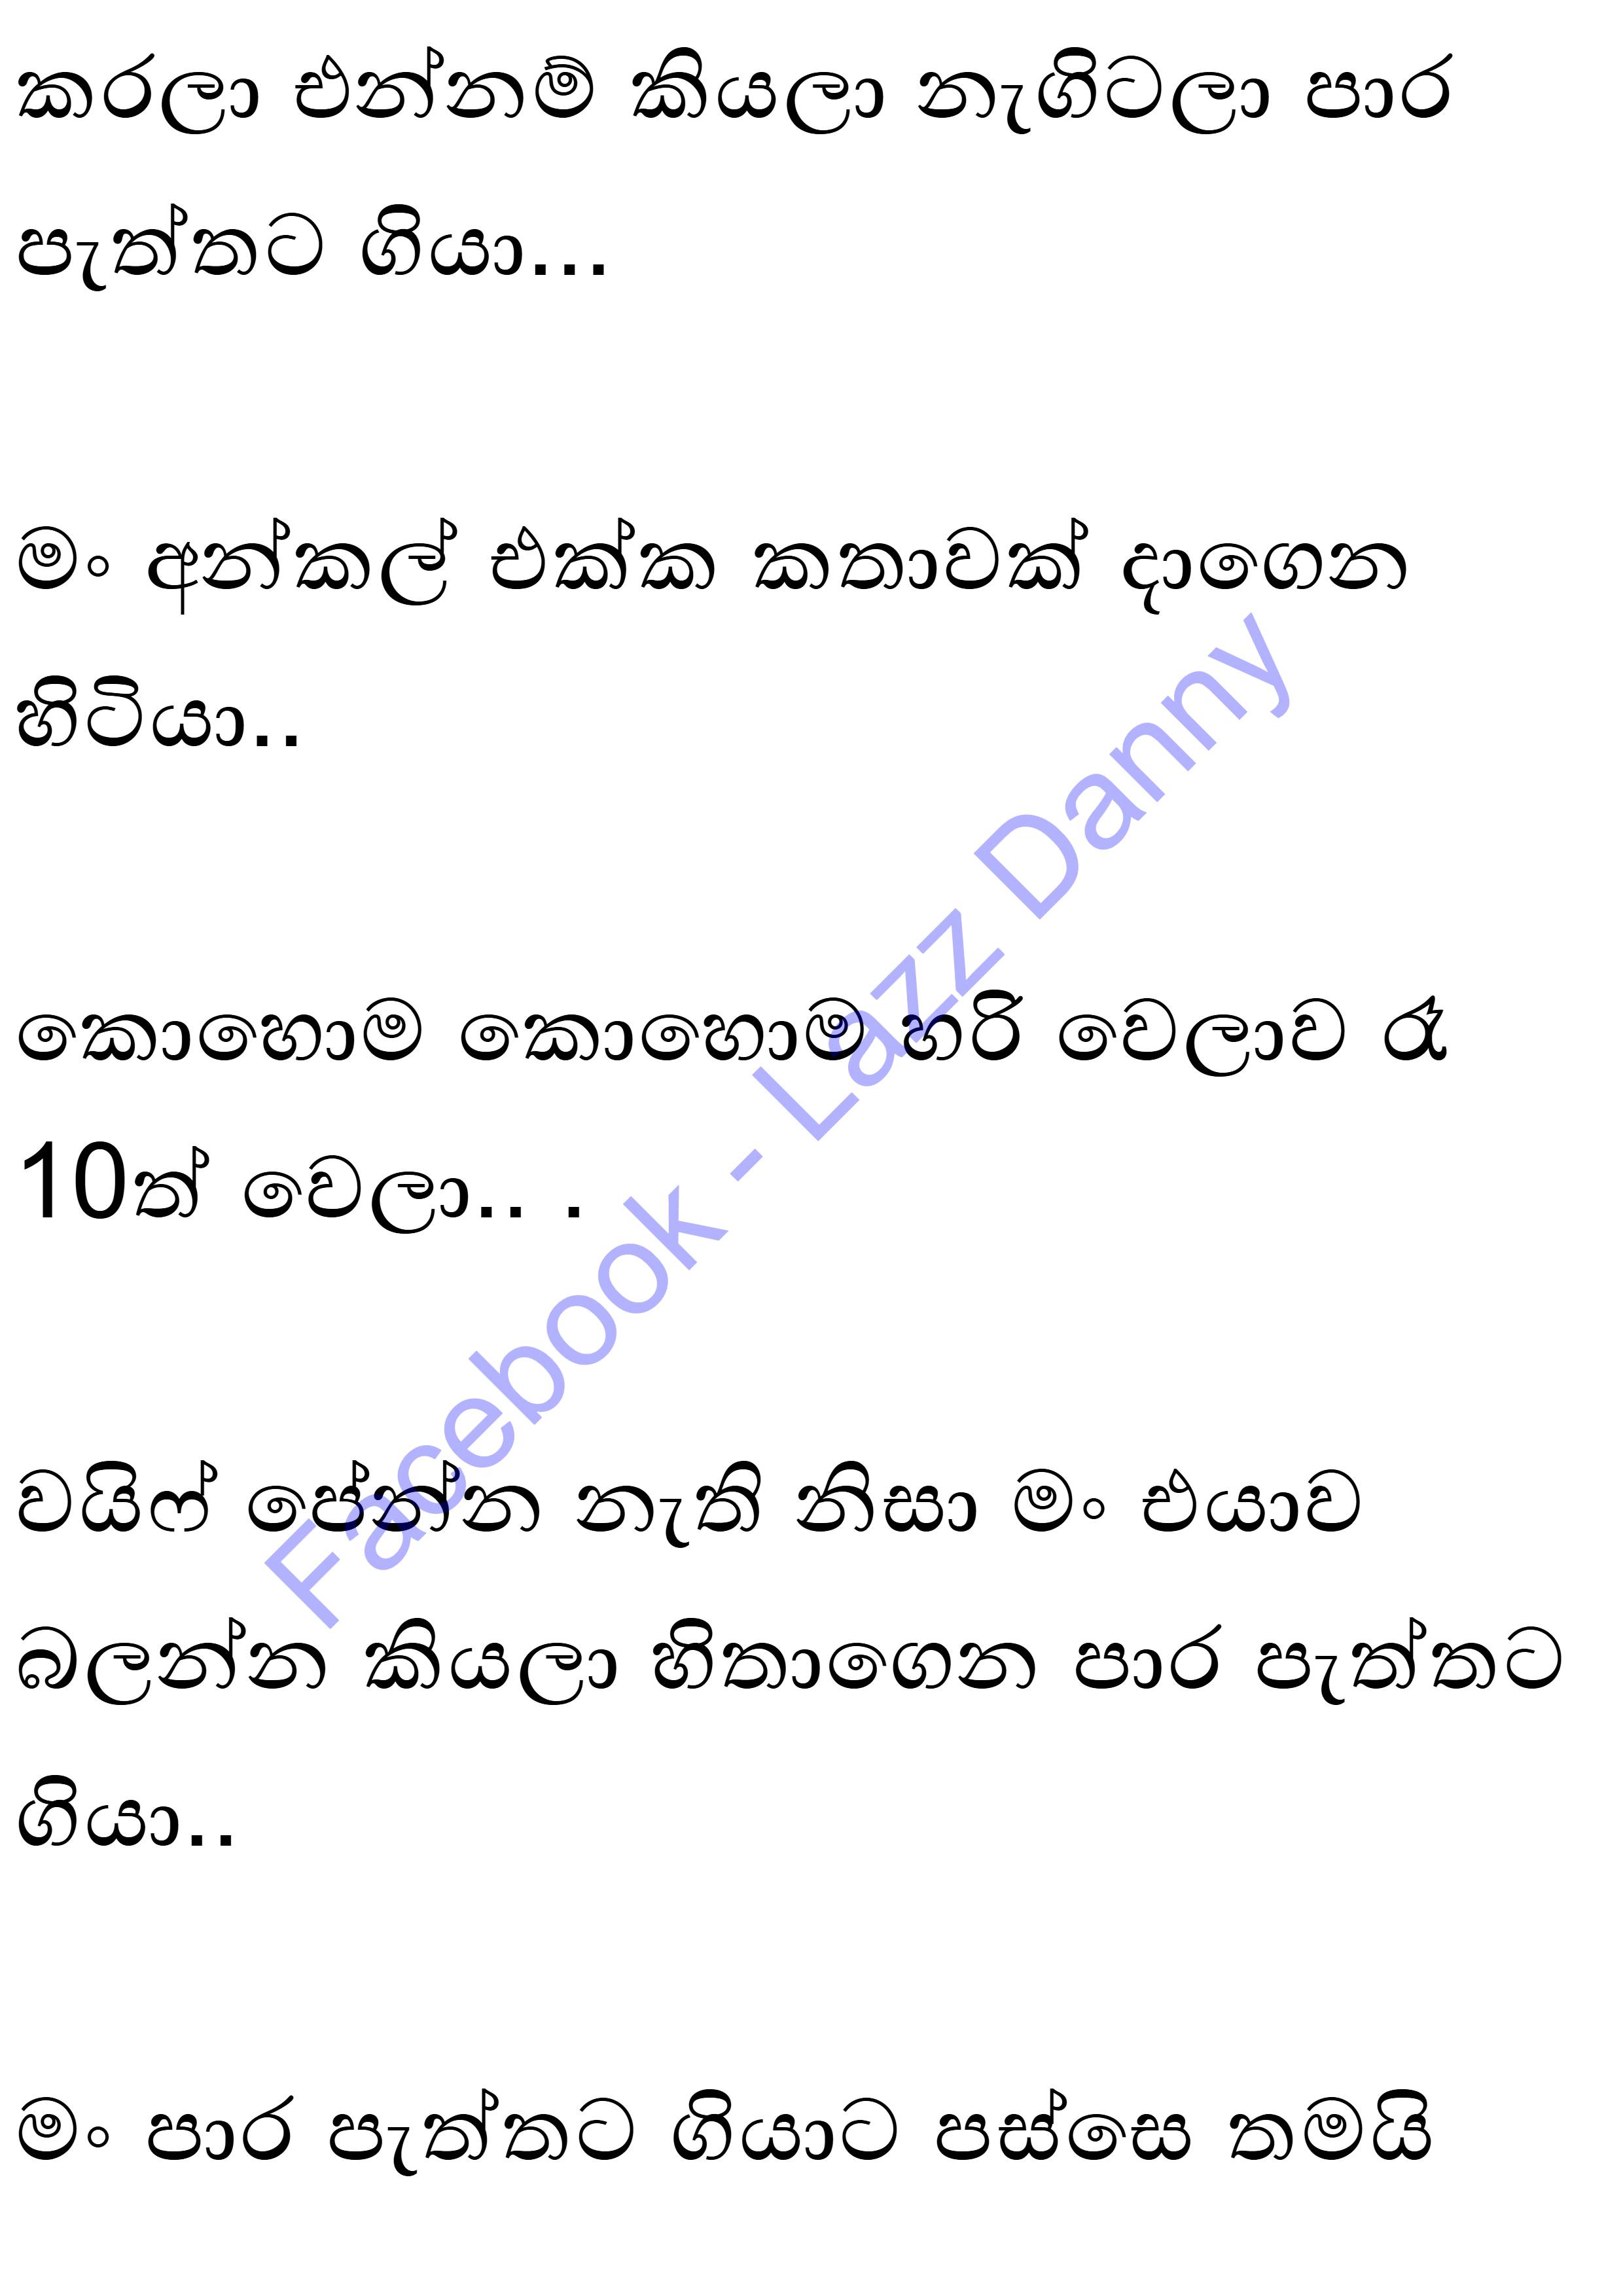 කරලා එන්නම් කියලා නැගිටලා පාර
පැත්තට ගියා...
මං අන්කල් එක්ක කතාවක් දාගෙන
හිටියා..
කොහොම කොහොම හරි වෙලාව රෑ
10ත් වෙලා.. .
වයිෆ් පේන්න නැති නිසා මං එයාව
බලන්න කියලා හිතාගෙන පාර පැත්තට
ගියා..
මං පාර පැත්තට ගියාට පස්සෙ තමයි
Facebook - Lazz Danny